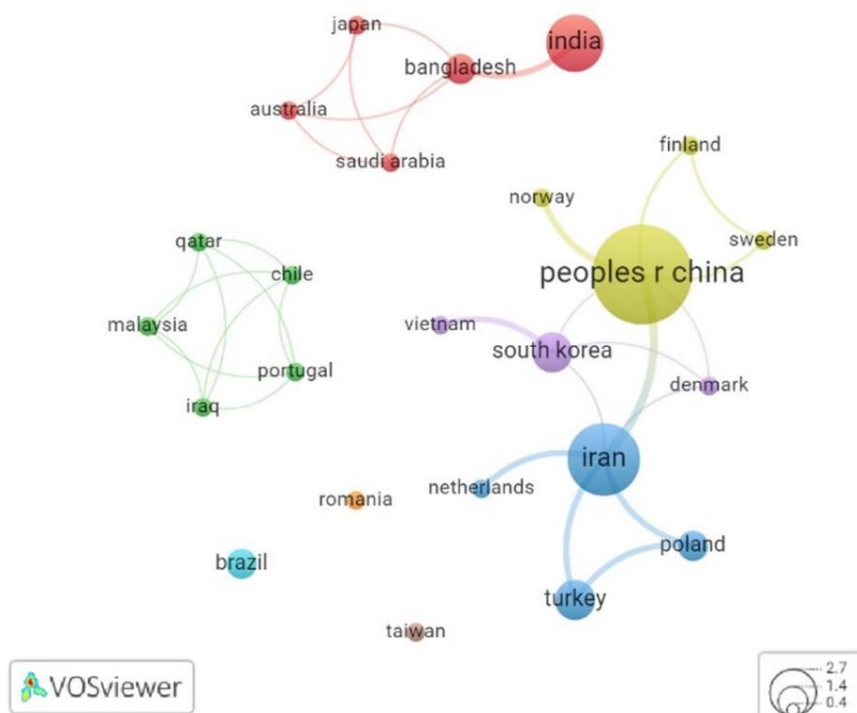 japan
india
bangladesh
australia
saudi arabia
finland
norway
qatar
sweden
chile
peoples r china
malaysia
vietnam
south korea
portugal
denmark
iraq
iran
netherlands
romania
poland
brazil
turkey
taiwan
VOSviewer
2.7
1.4
0.4